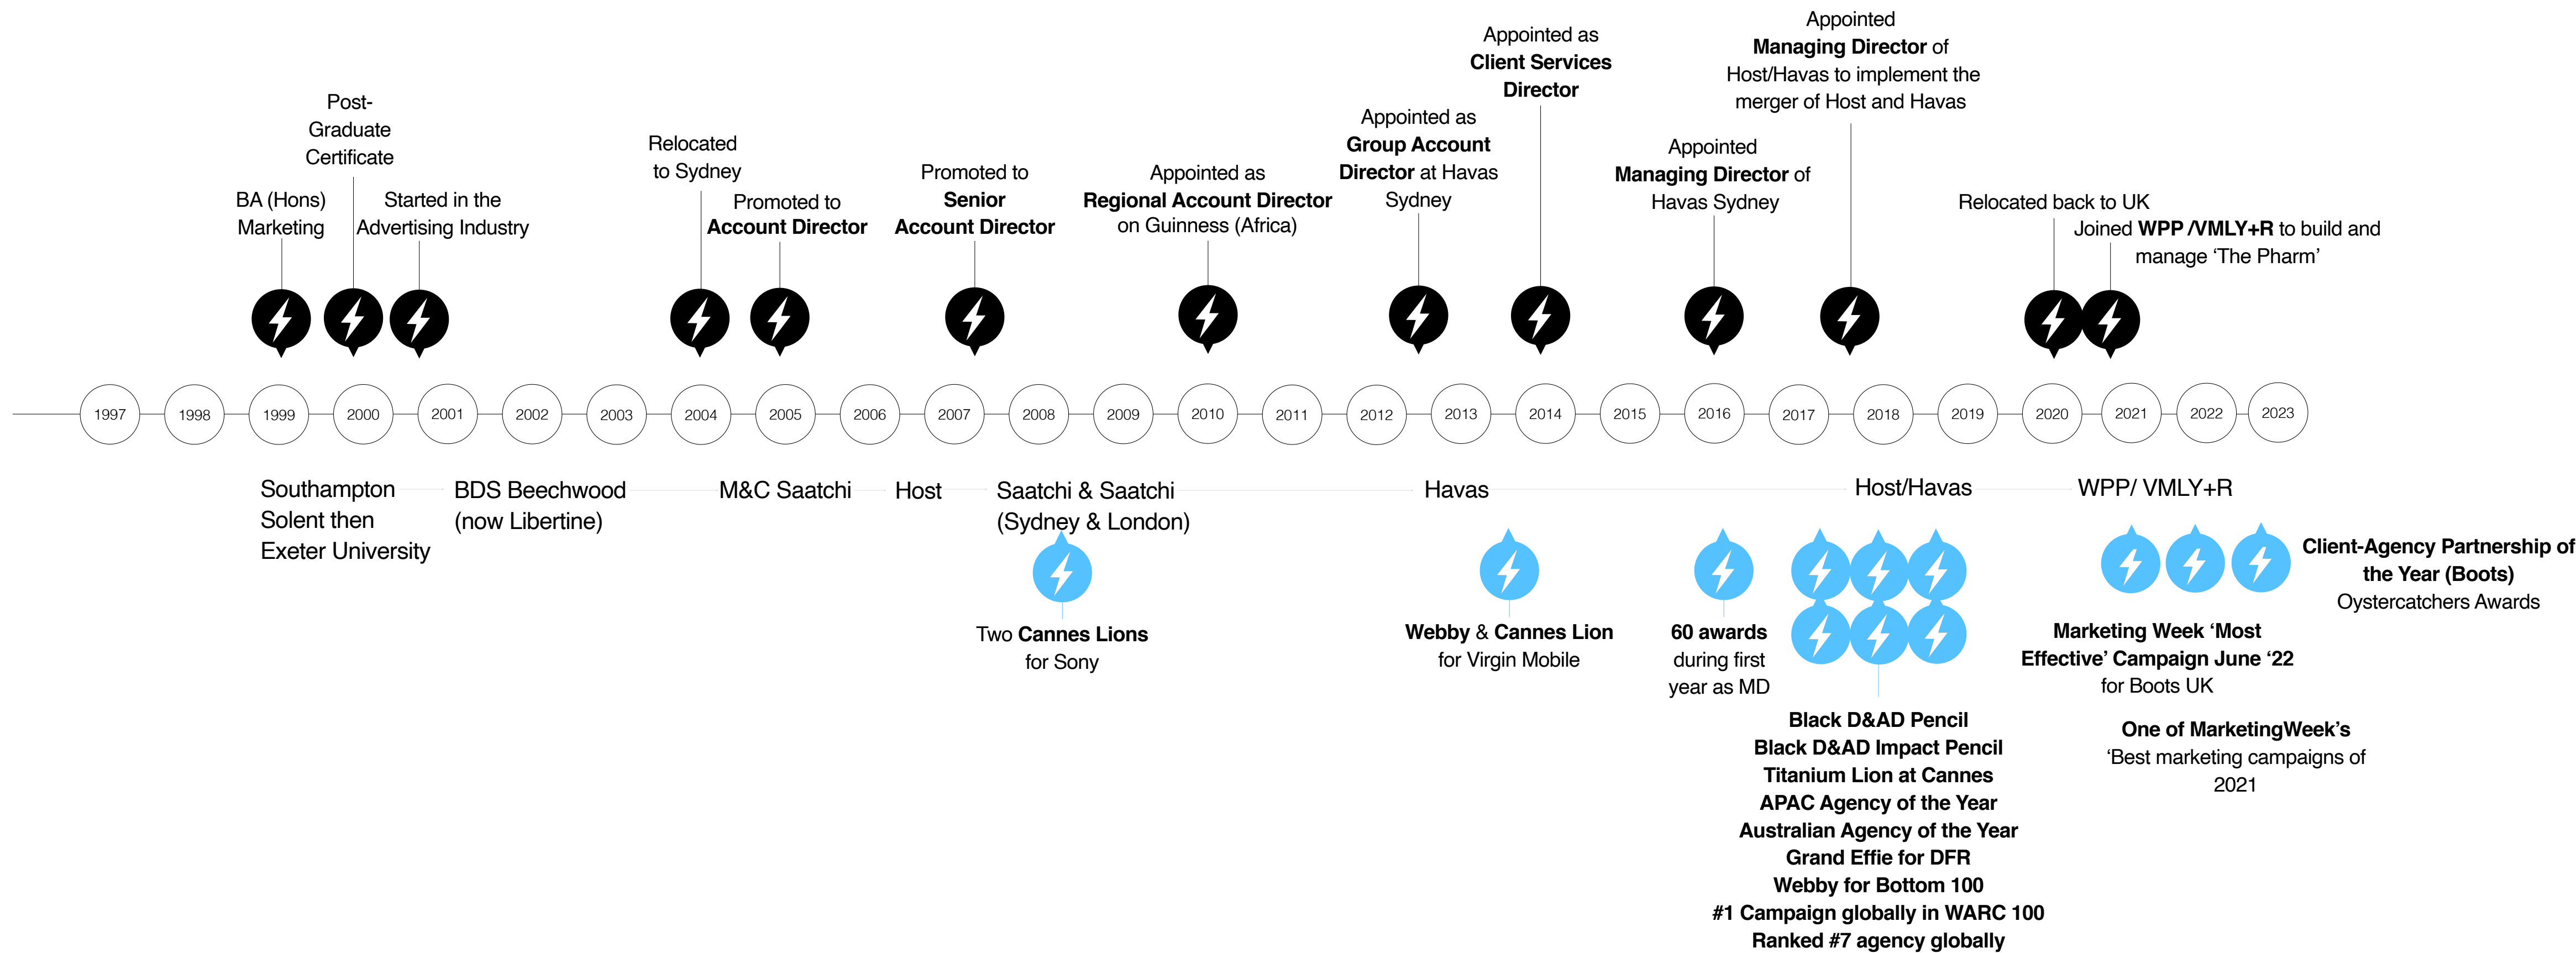 Post-
Graduate
Certificate
BA (Hons)
Marketing
Started in the
Advertising Industry
Relocated
to Sydney
Promoted to
Account Director
Promoted to
Senior
Account Director
Appointed as
Regional Account Director
on Guinness (Africa)
Appointed as
Group Account
Director at Havas
Sydney
Appointed as
Client Services
Director
Appointed
Managing Director of
Havas Sydney
Appointed
Managing Director of
Host/Havas to implement the
merger of Host and Havas
Relocated back to UK
Joined WPP /VMLY+R to build and
manage ‘The Pharm’
1997
1998
1999
2000
2001
2002
2003
2004
2005
2006
2007
2008
2009
2010
2011
2012
2013
2014
2015
2016
2017
2018
2019
2020
2021
2022
2023
Southampton
Solent then
Exeter University
BDS Beechwood
(now Libertine)
M&C Saatchi
Host
Saatchi & Saatchi
(Sydney & London)
Havas
Host/Havas
WPP/ VMLY+R
Two Cannes Lions
for Sony
Webby & Cannes Lion
for Virgin Mobile
60 awards
during first
year as MD
Black D&AD Pencil
Black D&AD Impact Pencil
Titanium Lion at Cannes
APAC Agency of the Year
Australian Agency of the Year
Grand Effie for DFR
Webby for Bottom 100
#1 Campaign globally in WARC 100
Ranked #7 agency globally
Client-Agency Partnership of
the Year (Boots)
Oystercatchers Awards
Marketing Week ‘Most
Effective’ Campaign June ‘22
for Boots UK
One of MarketingWeek’s
‘Best marketing campaigns of
2021